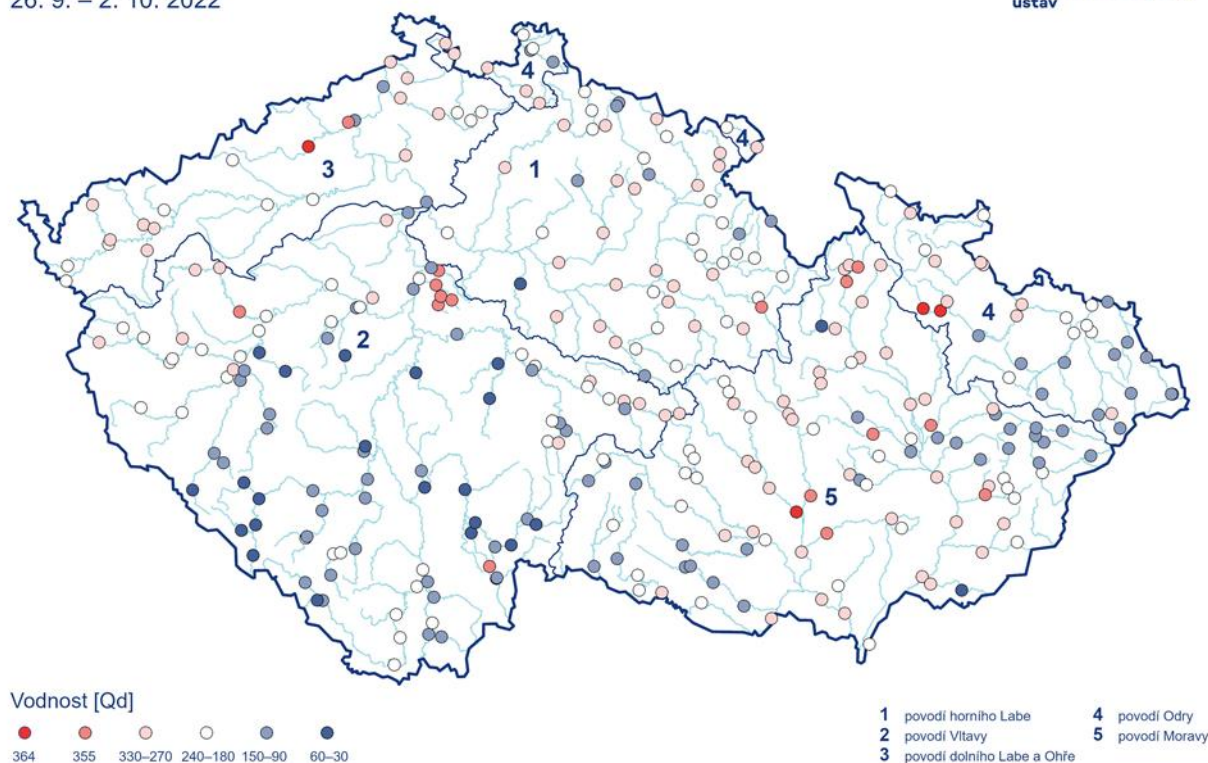 26. 9. – 2. 10. 2022
ústav
4
4
3
1
4
2
5
Vodnost [Qd]
364 355 330–270 240–180 150–90 60–30
1 povodí horního Labe
2 povodí Vltavy
3 povodí dolního Labe a Ohře
4 povodí Odry
5 povodí Moravy